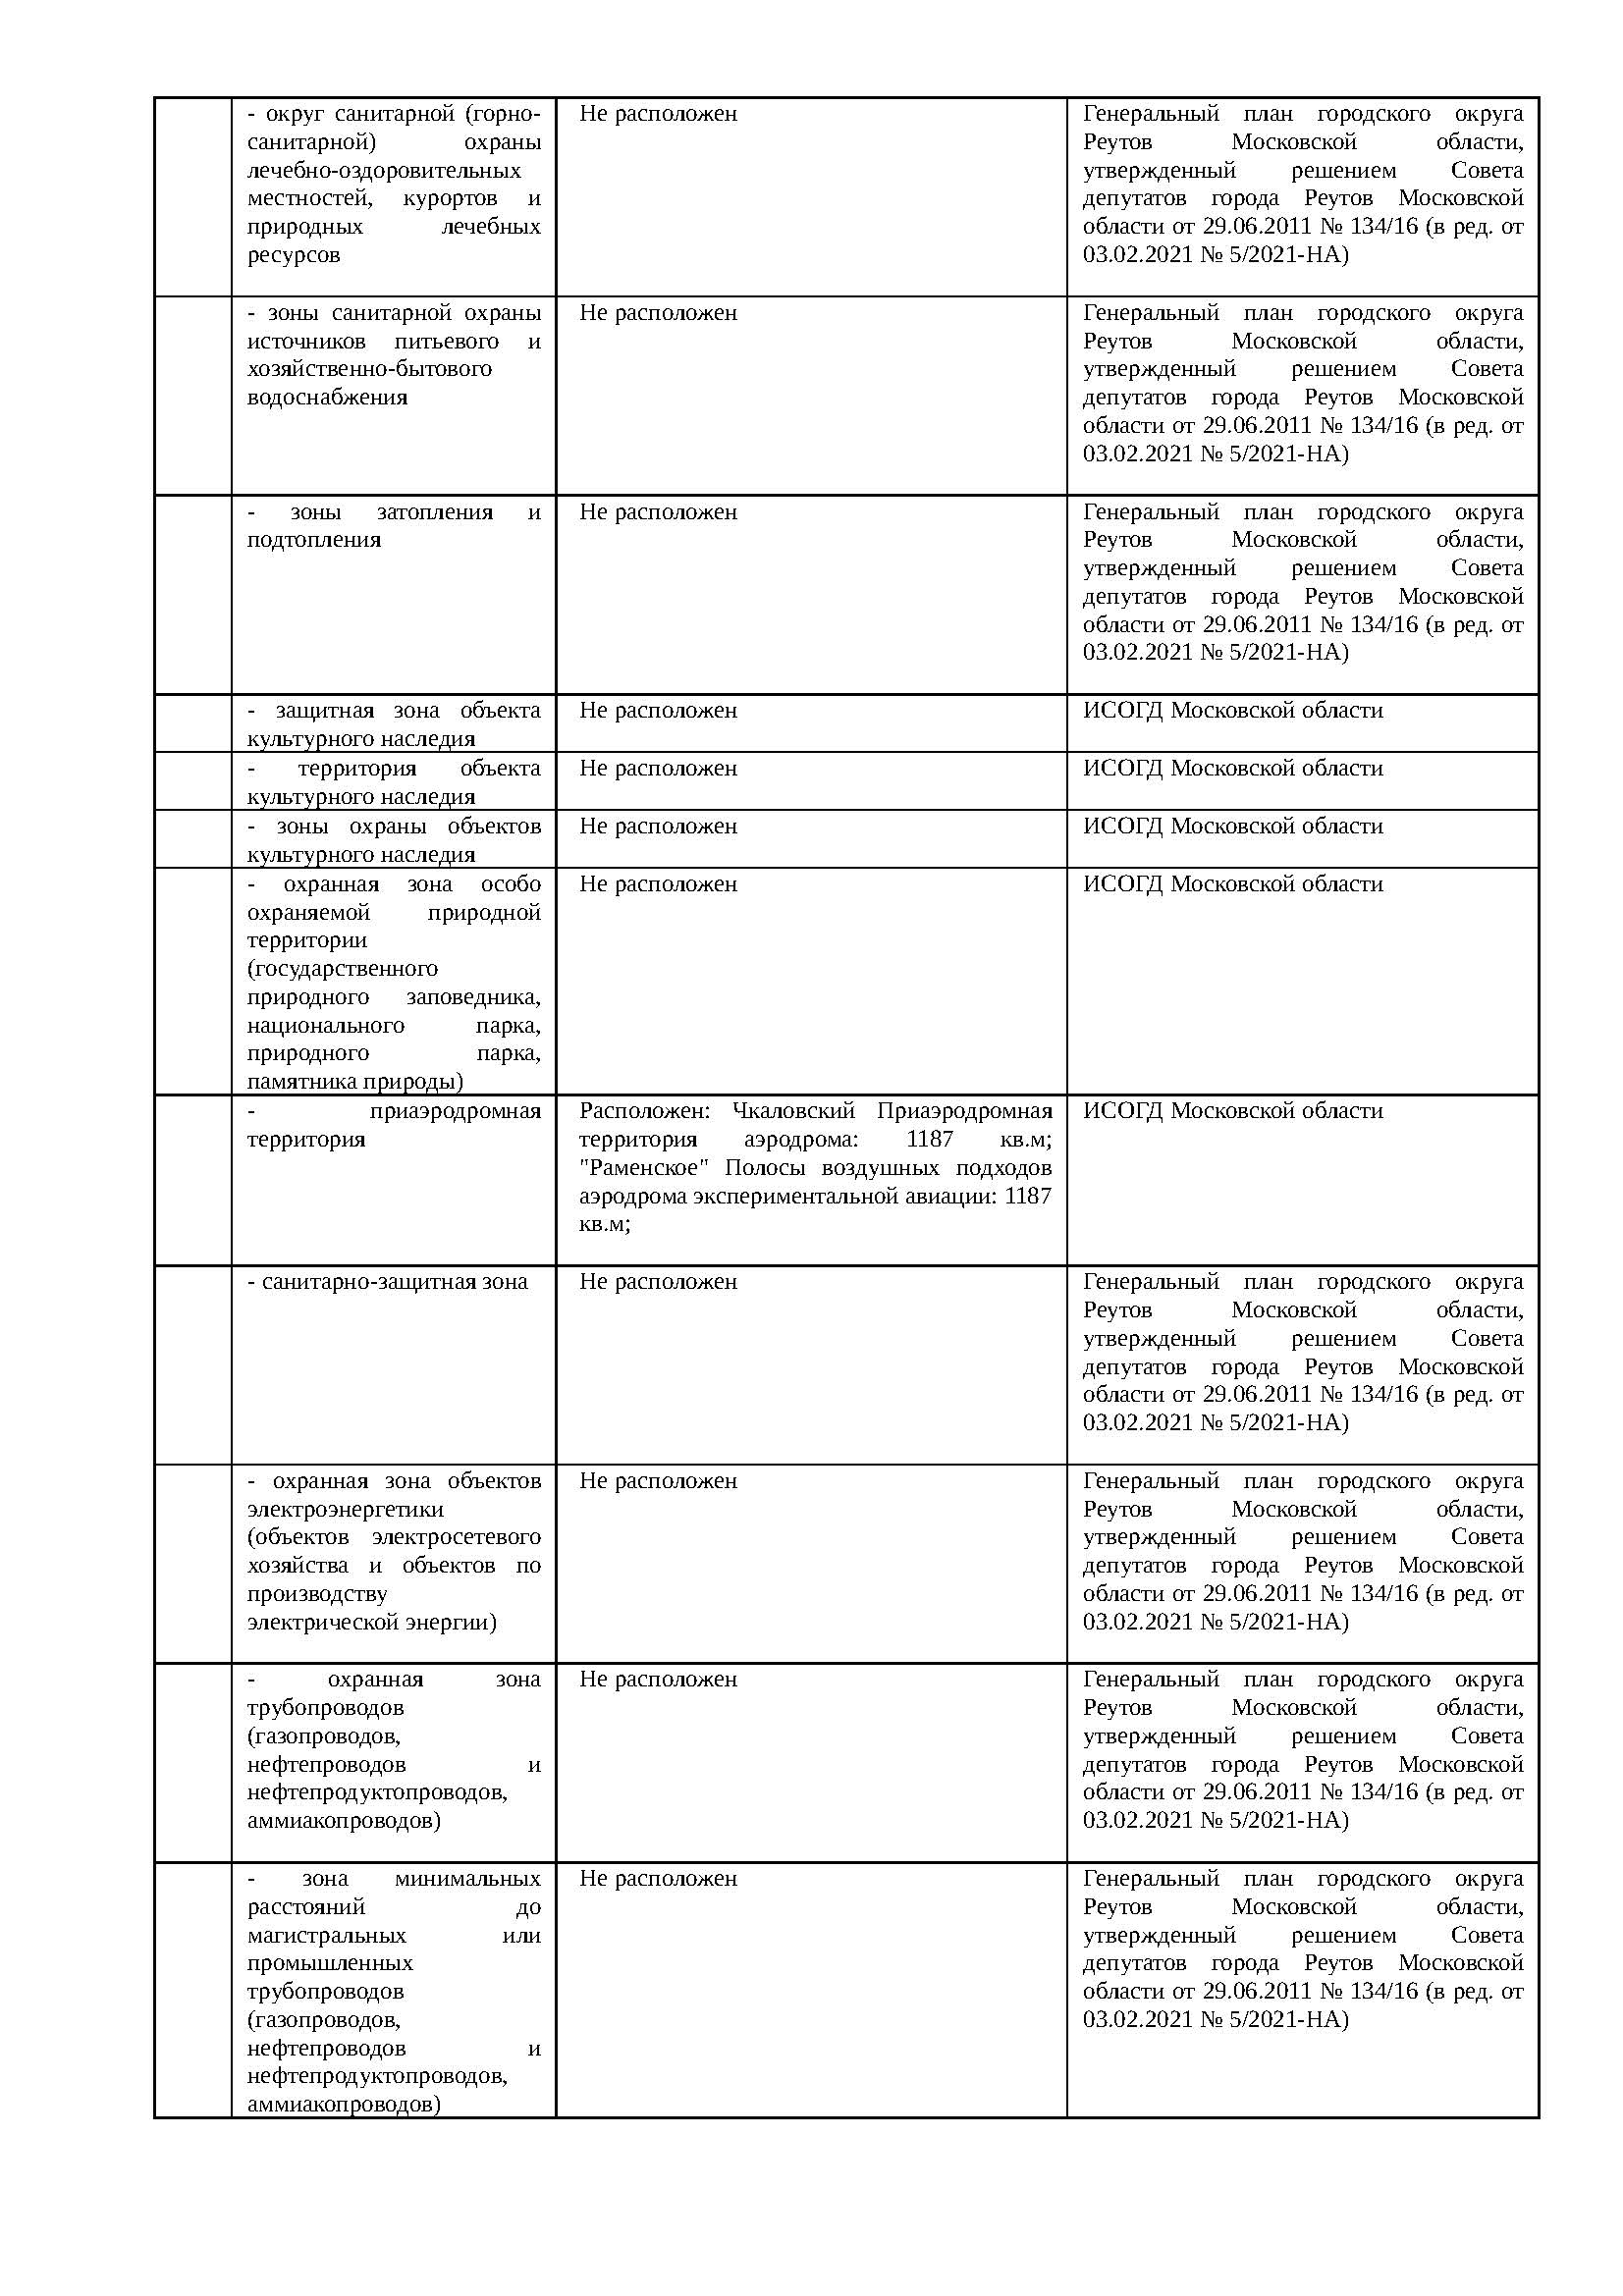 - округ санитарной (горно-
санитарной) охраны
лечебно-оздоровительных
местностей, курортов и
природных лечебных
ресурсов
Не расположен
Генеральный план городского округа
Реутов Московской области,
утвержденный решением Совета
депутатов города Реутов Московской
области от 29.06.2011 № 134/16 (в ред. от
03.02.2021 № 5/2021-НА)
- зоны санитарной охраны
источников питьевого и
хозяйственно-бытового
водоснабжения
Не расположен
Генеральный план городского округа
Реутов Московской области,
утвержденный решением Совета
депутатов города Реутов Московской
области от 29.06.2011 № 134/16 (в ред. от
03.02.2021 № 5/2021-НА)
- зоны затопления и
подтопления
Не расположен
Генеральный план городского округа
Реутов Московской области,
утвержденный решением Совета
депутатов города Реутов Московской
области от 29.06.2011 № 134/16 (в ред. от
03.02.2021 № 5/2021-НА)
- защитная зона объекта
культурного наследия
Не расположен
ИСОГД Московской области
- территория объекта
культурного наследия
Не расположен
ИСОГД Московской области
- зоны охраны объектов
культурного наследия
Не расположен
ИСОГД Московской области
- охранная зона особо
охраняемой природной
территории
(государственного
природного заповедника,
национального парка,
природного парка,
памятника природы)
Не расположен
ИСОГД Московской области
- приаэродромная
территория
Расположен: Чкаловский Приаэродромная
территория аэродрома: 1187 кв.м;
"Раменское" Полосы воздушных подходов
аэродрома экспериментальной авиации: 1187
кв.м;
ИСОГД Московской области
- санитарно-защитная зона
Не расположен
Генеральный план городского округа
Реутов Московской области,
утвержденный решением Совета
депутатов города Реутов Московской
области от 29.06.2011 № 134/16 (в ред. от
03.02.2021 № 5/2021-НА)
- охранная зона объектов
электроэнергетики
(объектов электросетевого
хозяйства и объектов по
производству
электрической энергии)
Не расположен
Генеральный план городского округа
Реутов Московской области,
утвержденный решением Совета
депутатов города Реутов Московской
области от 29.06.2011 № 134/16 (в ред. от
03.02.2021 № 5/2021-НА)
- охранная зона
трубопроводов
(газопроводов,
нефтепроводов и
нефтепродуктопроводов,
аммиакопроводов)
Не расположен
Генеральный план городского округа
Реутов Московской области,
утвержденный решением Совета
депутатов города Реутов Московской
области от 29.06.2011 № 134/16 (в ред. от
03.02.2021 № 5/2021-НА)
- зона минимальных
расстояний до
магистральных или
промышленных
трубопроводов
(газопроводов,
нефтепроводов и
нефтепродуктопроводов,
аммиакопроводов)
Не расположен
Генеральный план городского округа
Реутов Московской области,
утвержденный решением Совета
депутатов города Реутов Московской
области от 29.06.2011 № 134/16 (в ред. от
03.02.2021 № 5/2021-НА)